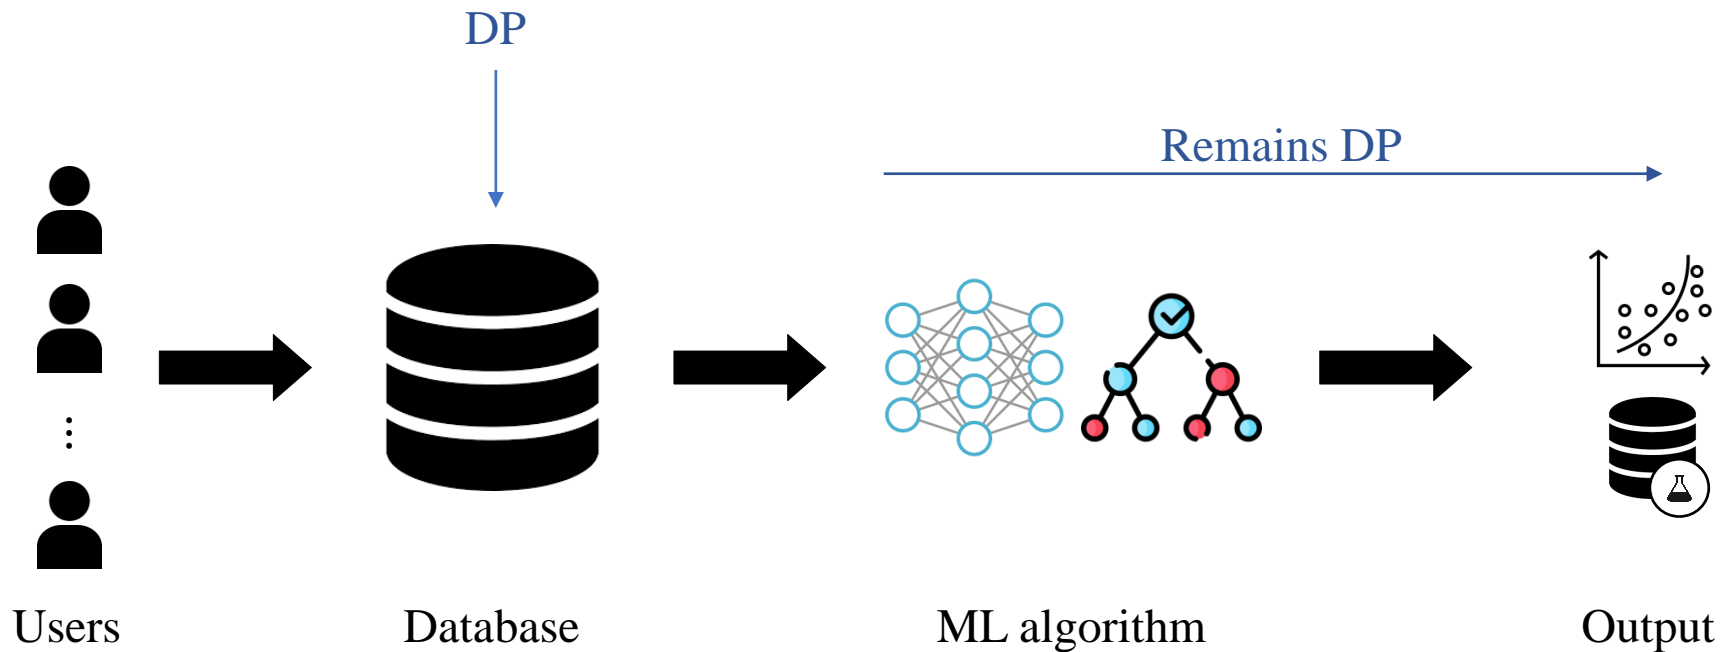 DP
Remains DP
Users
Database
ML algorithm
Output